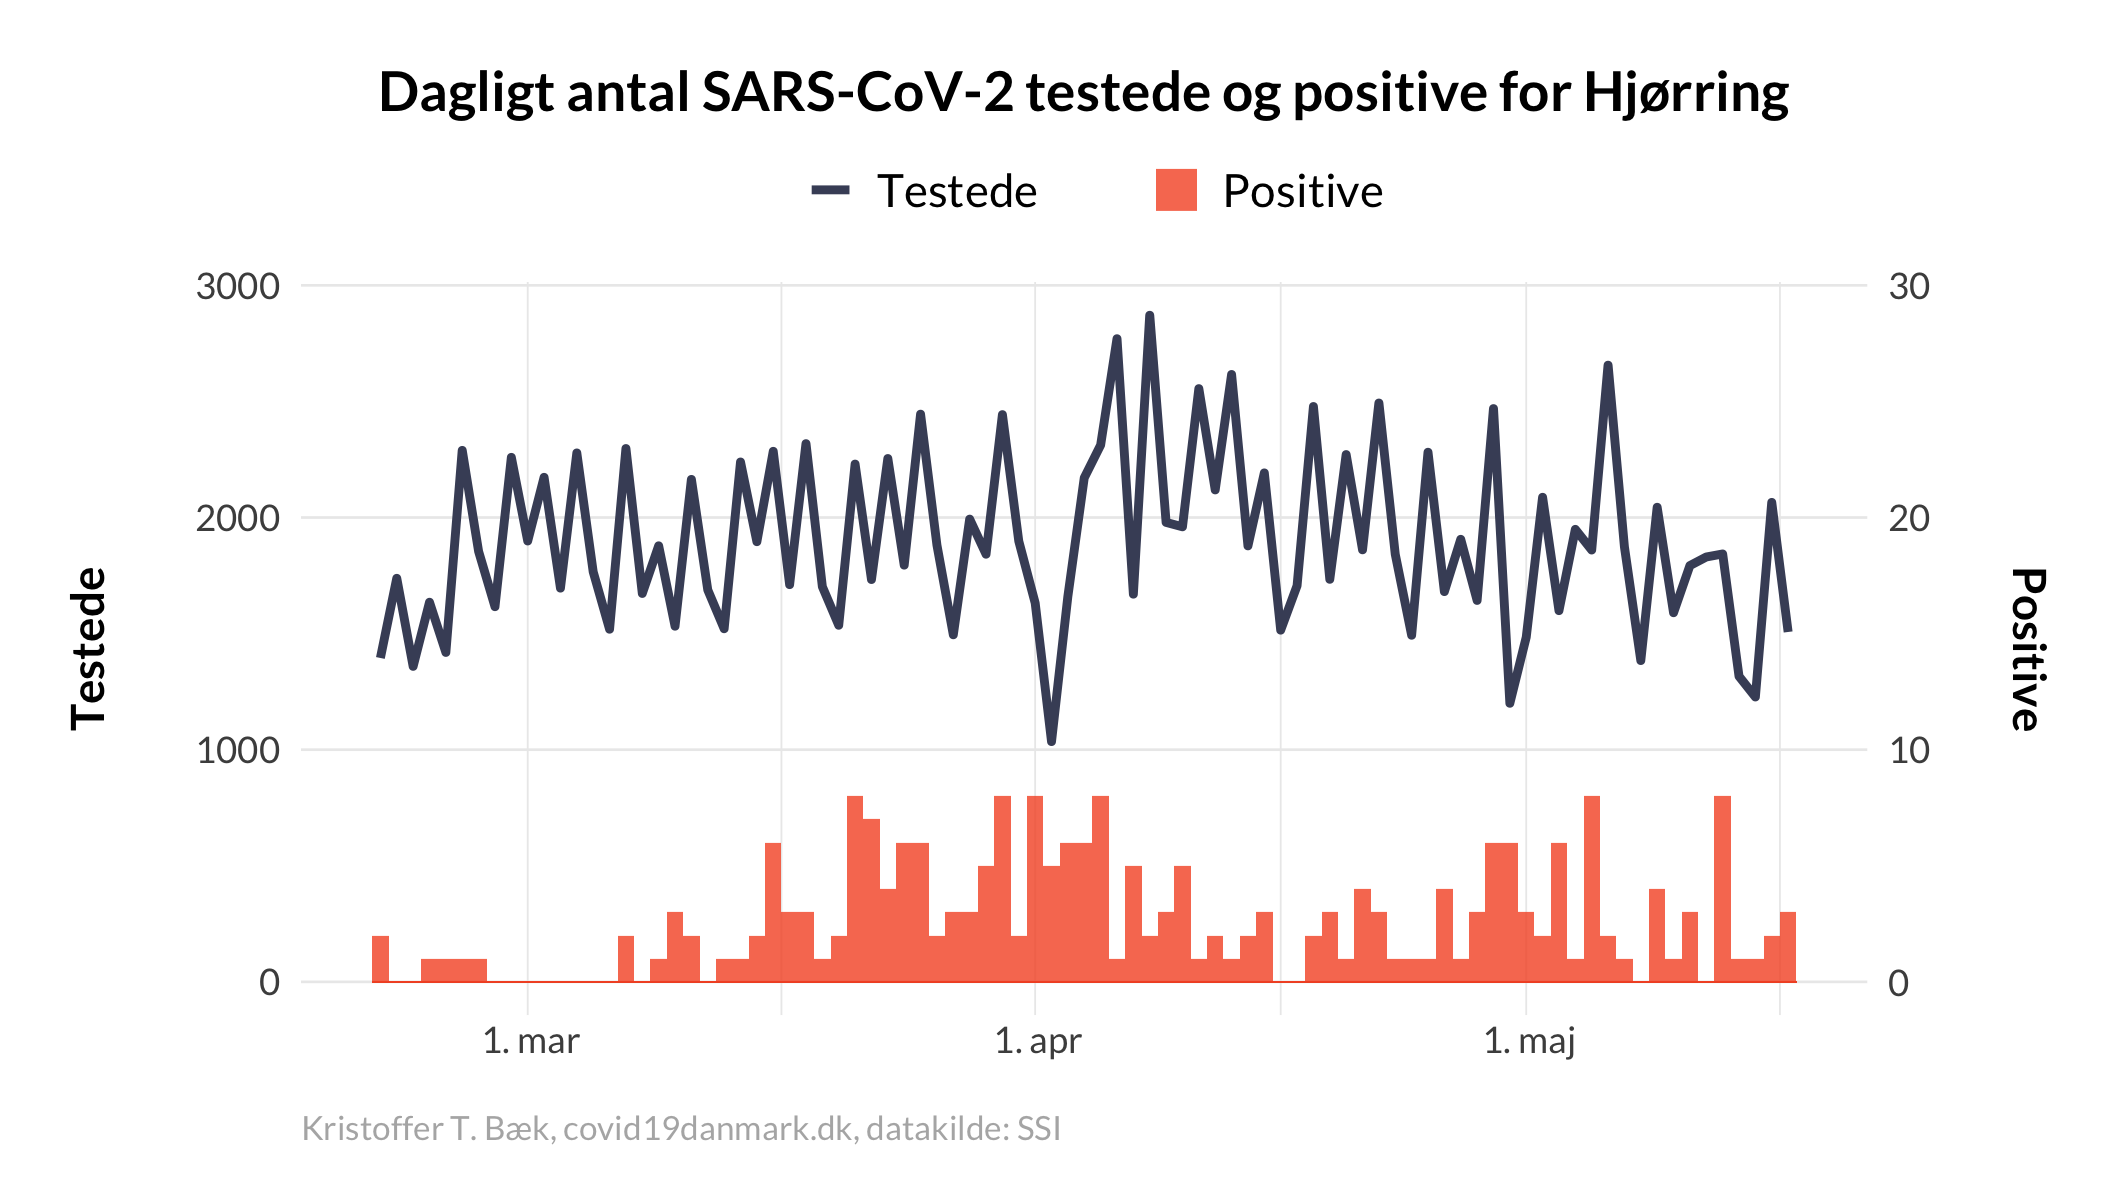 Dagligt antal SARS-CoV-2 testede og positive for Hjørring
Testede
Positive
3000
2000
1000
0
30
20
10
0
Testede
Positive
1. mar
1. apr
1. maj
Kristoffer T. Bæk, covid19danmark.dk, datakilde: SSI